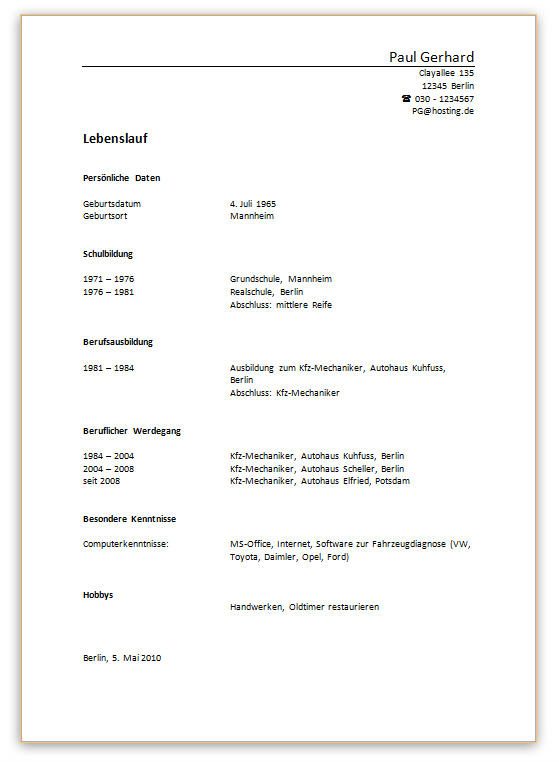 Paul Gerhard
Clayallee 135
12345 Berlin
☎ 030 - 1234567
PG@hosting.de
Lebenslauf
Persönliche Daten
Geburtsdatum 4. Juli 1965
Geburtsort Mannheim
Schulbildung
1971 – 1976 Grundschule, Mannheim
1976 – 1981 Realschule, Berlin
Abschluss: mittlere Reife
Berufsausbildung
1981 – 1984 Ausbildung zum Kfz-Mechaniker, Autohaus Kuhfuss,
Berlin
Abschluss: Kfz-Mechaniker
Beruflicher Werdegang
1984 – 2004 Kfz-Mechaniker, Autohaus Kuhfuss, Berlin
2004 – 2008 Kfz-Mechaniker, Autohaus Scheller, Berlin
seit 2008 Kfz-Mechaniker, Autohaus Elfried, Potsdam
Besondere Kenntnisse
Computerkenntnisse: MS-Office, Internet, Software zur Fahrzeugdiagnose (VW,
Toyota, Daimler, Opel, Ford)
Hobbys
Handwerken, Oldtimer restaurieren
Berlin, 5. Mai 2010